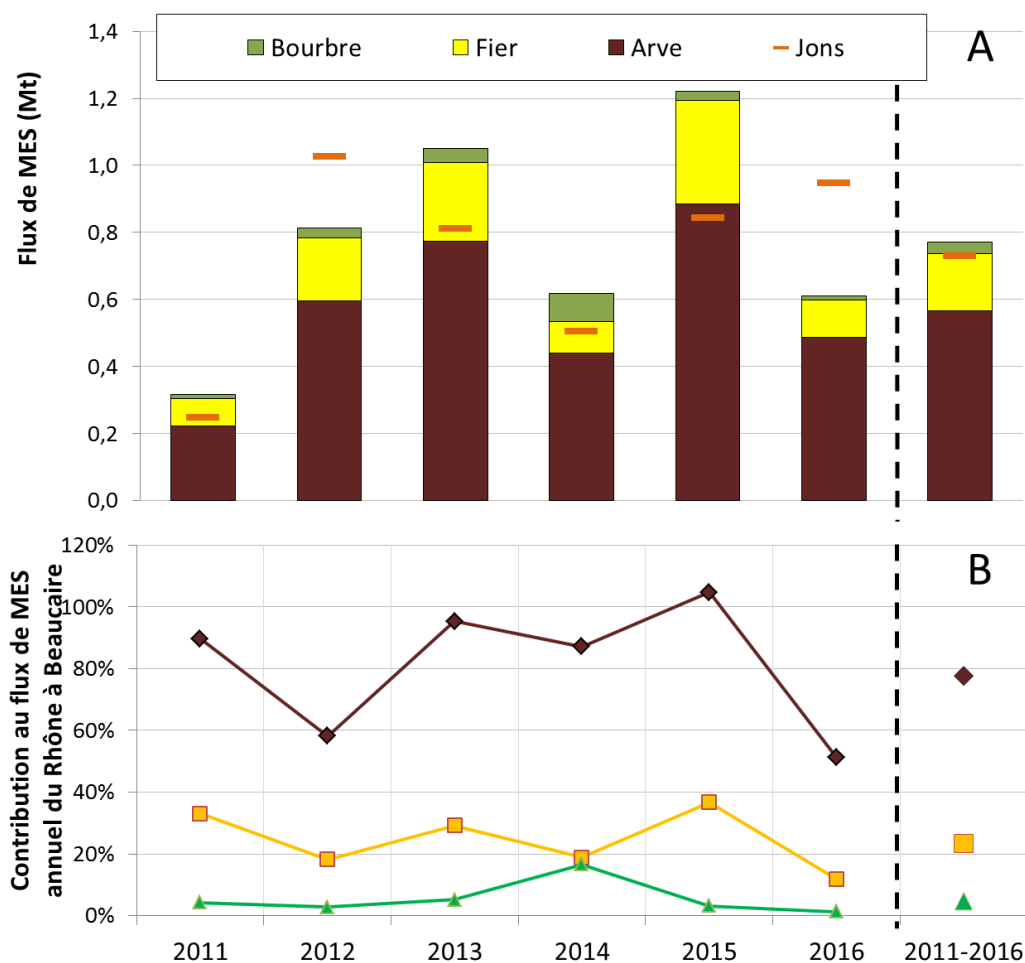 Bourbre Fier Arve Jons
A
Flux de MES (Mt)
1,4
1,2
1,0
0,8
0,6
0,4
0,2
0,0
B
Contribution au flux de MES
annuel du Rhône à Beaucaire
120%
100%
80%
60%
40%
20%
0%
2011 2012 2013 2014 2015 2016 2011-2016